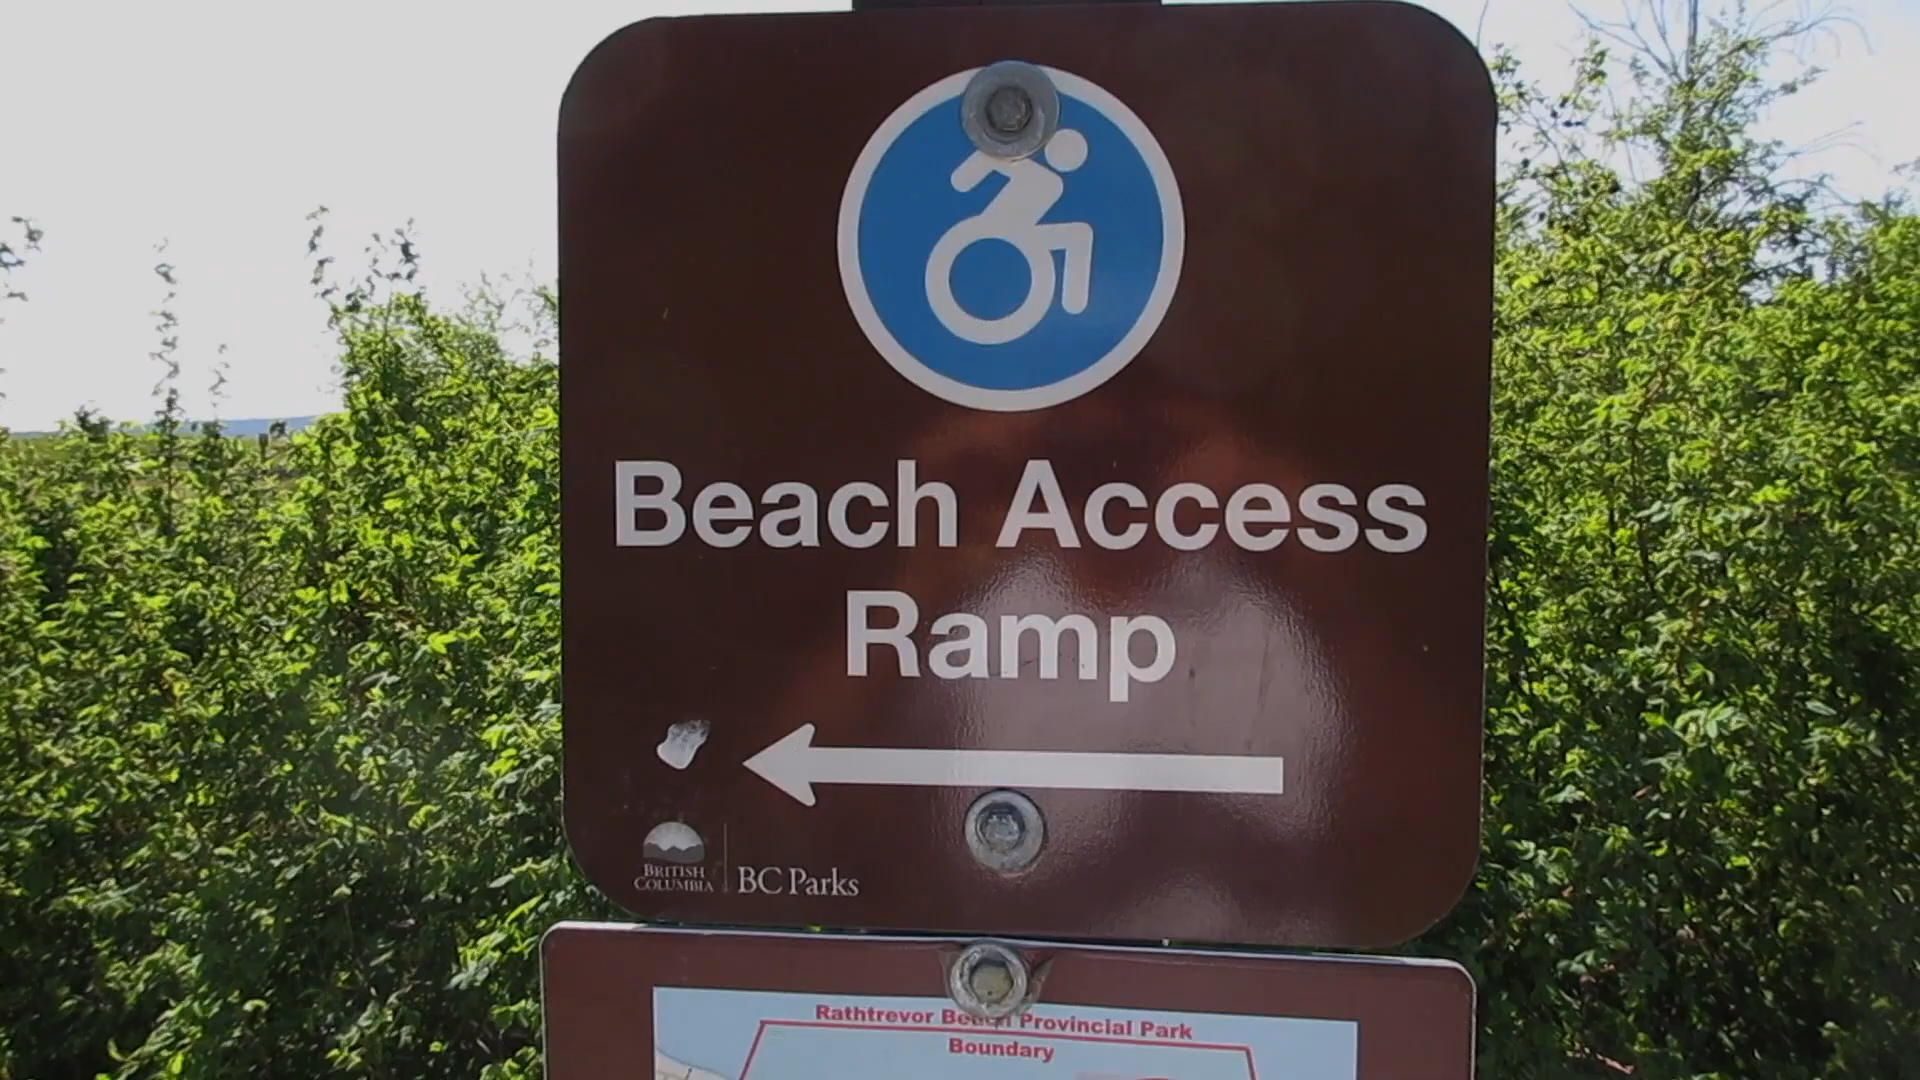 Beach Access
Ramp
BRITISH
COLUMBIA
BC Parks
Rathtrevor Beach Provincial Park
Boundary